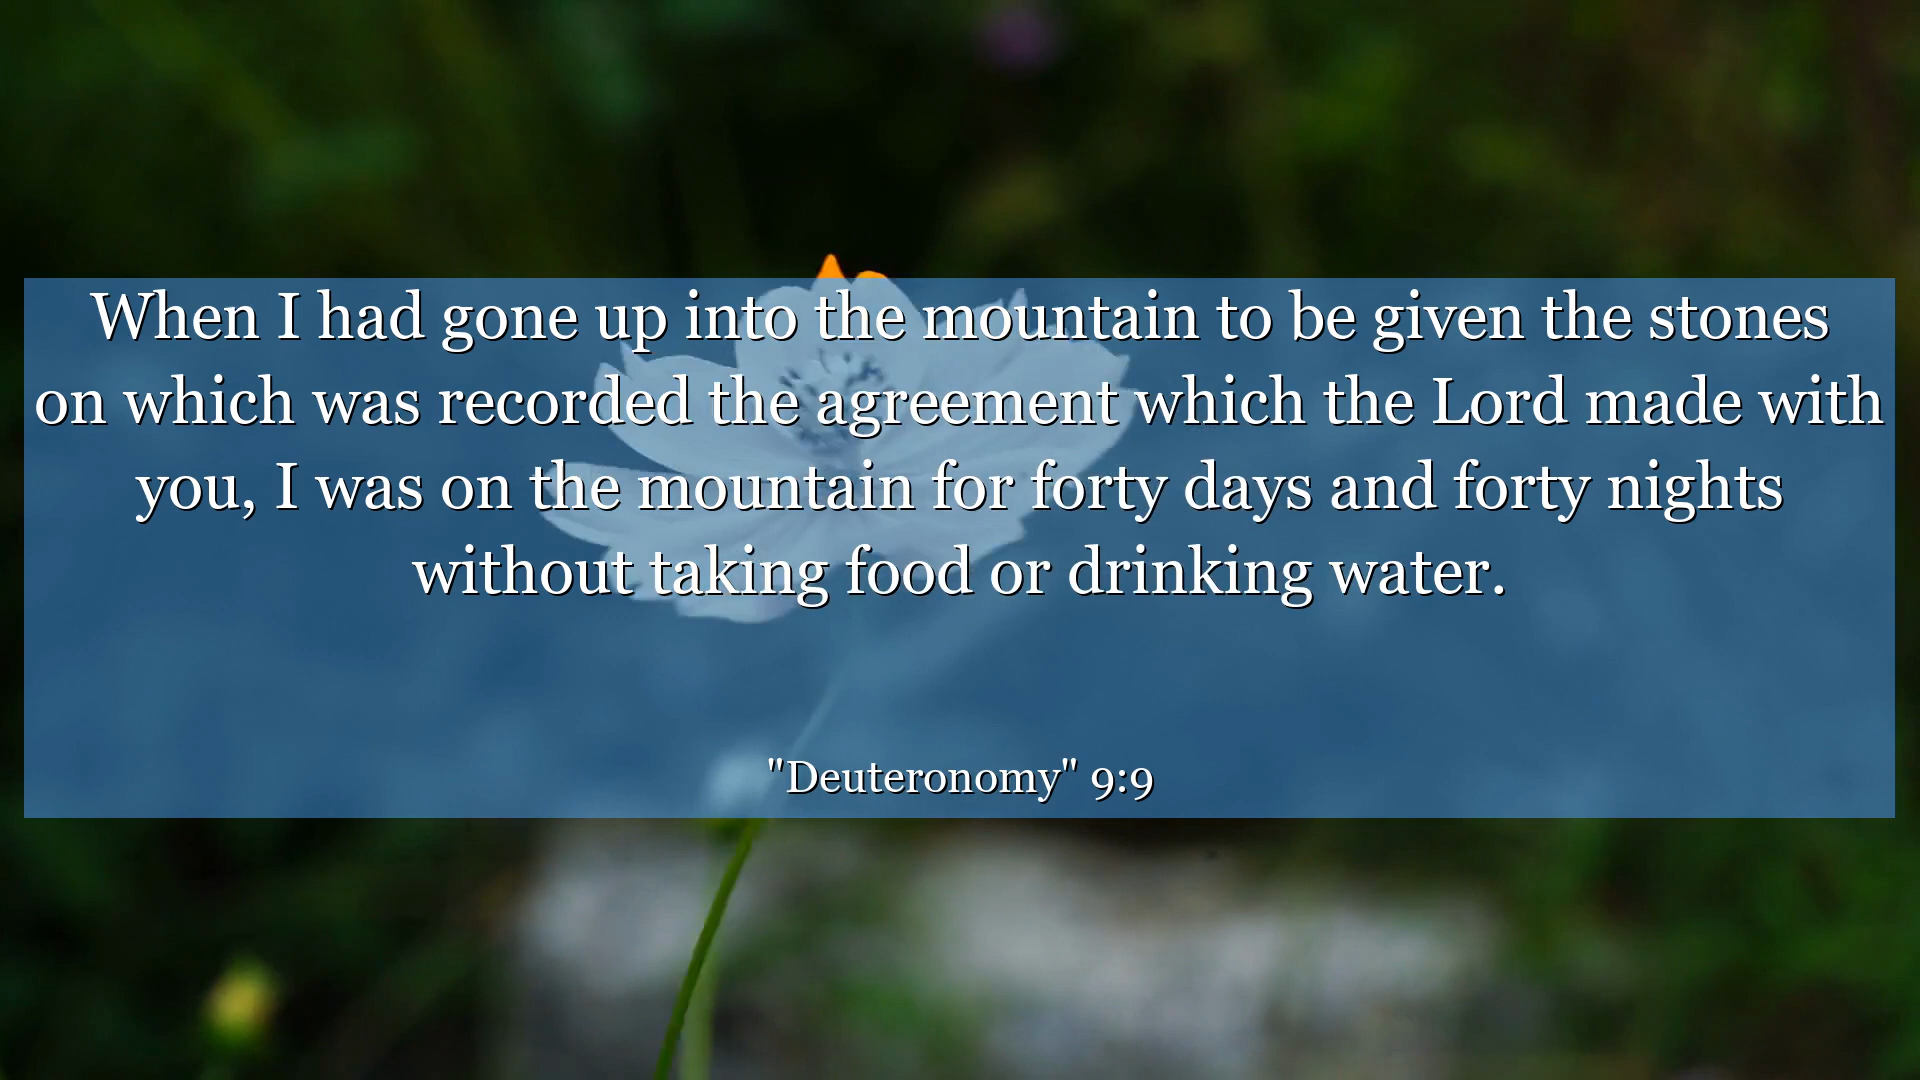 When I had gone up into the mountain to be given the stones
on which was recorded the agreement which the Lord made with
you, I was on the mountain for forty days and forty nights
without taking food or drinking water.
"Deuteronomy" 9:9